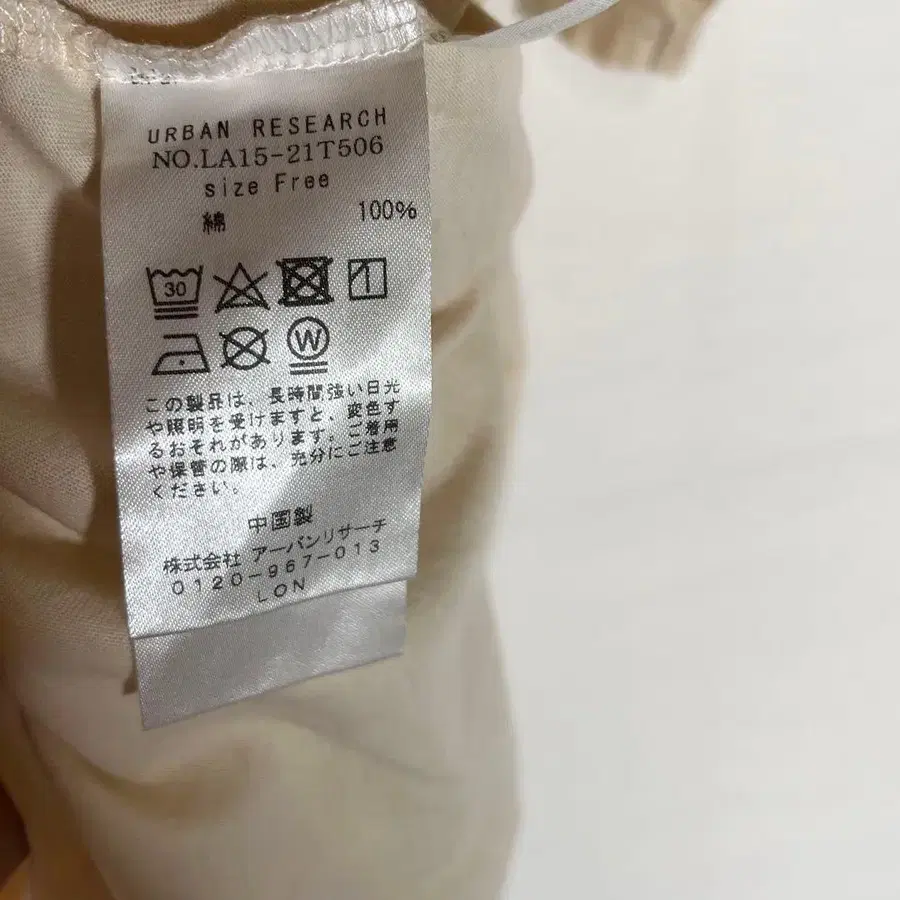 URBAN RESEARCH
NO.LA15-21T506
size Free
綿 100%
30
W
この製品は、長時間強い日光
や照明を受けますと、変色す
るおそれがあります。ご着用
や保管の際は、充分にご注意
ください。
中国製
株式会社 アーバンリサーチ
0120-967-013
LON